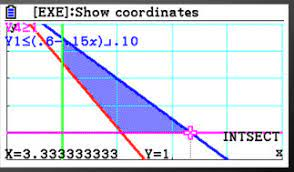 [EXE]:Show coordinates
Y1≤(.6-.15x)⌟.10
INTSECT
X=3.333333333 Y=1 x